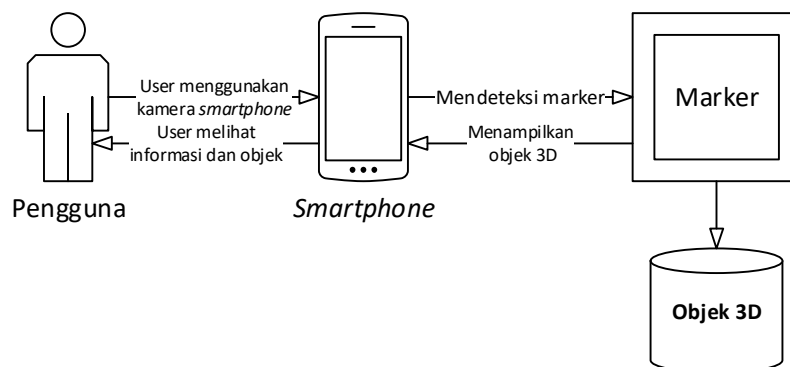 User menggunakan
kamera smartphone
User melihat
informasi dan objek
Mendeteksi marker
Menampilkan
objek 3D
Marker
Pengguna
Smartphone
Objek 3D